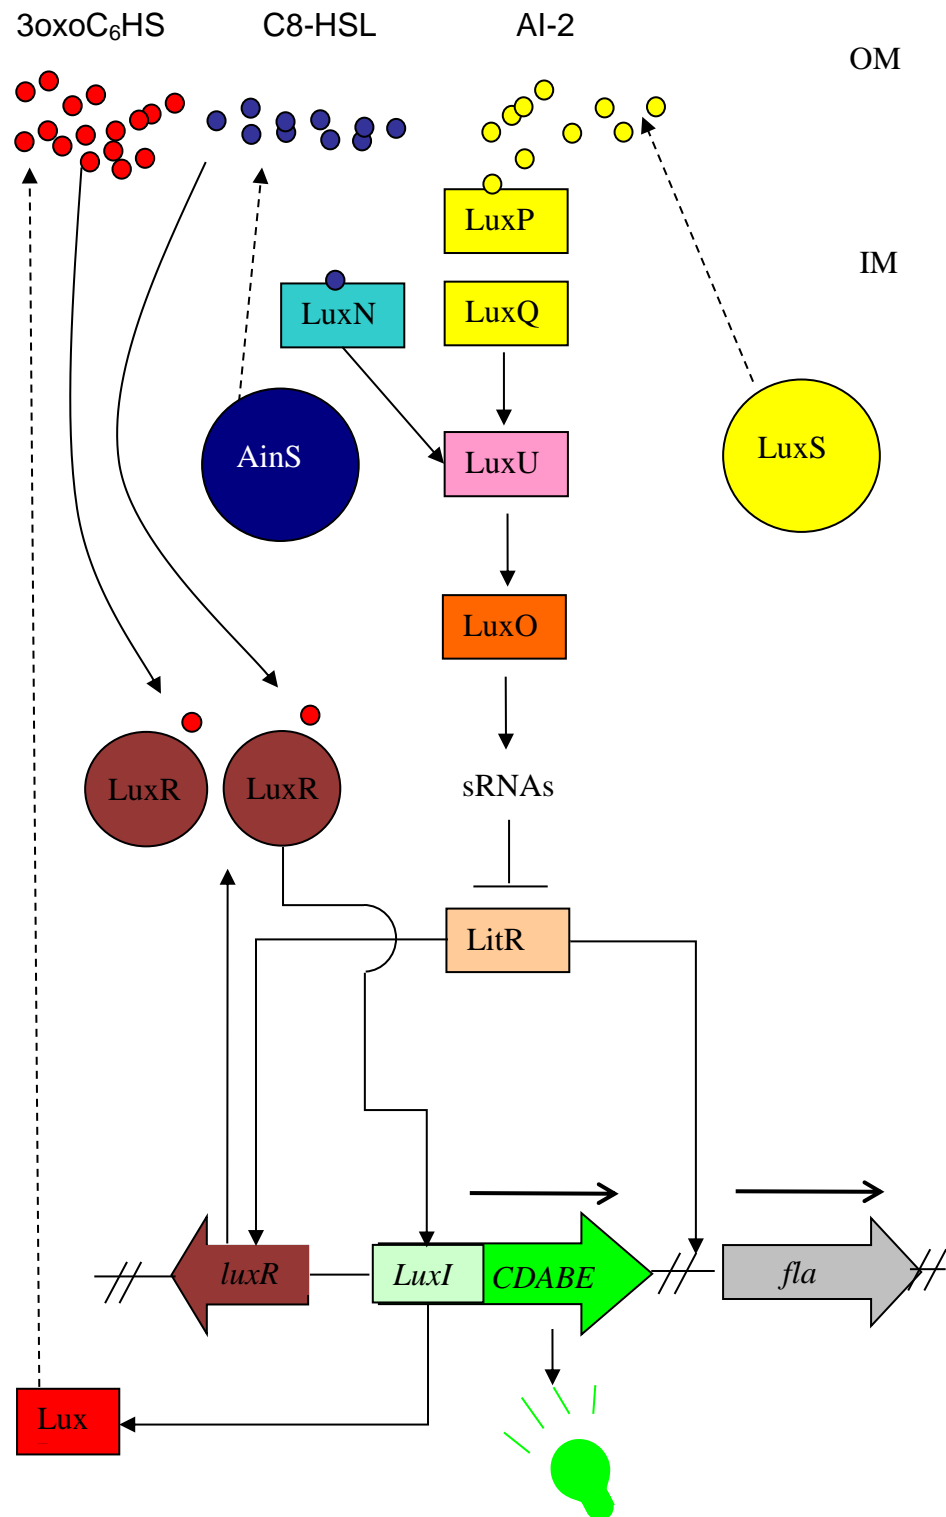 3oxoC₆HS C8-HSL AI-2
OM
LuxP
IM
LuxN LuxQ
AinS LuxU LuxS
LuxO
LuxR LuxR sRNAs
LitR
luxR LuxI CDABE fla
Lux